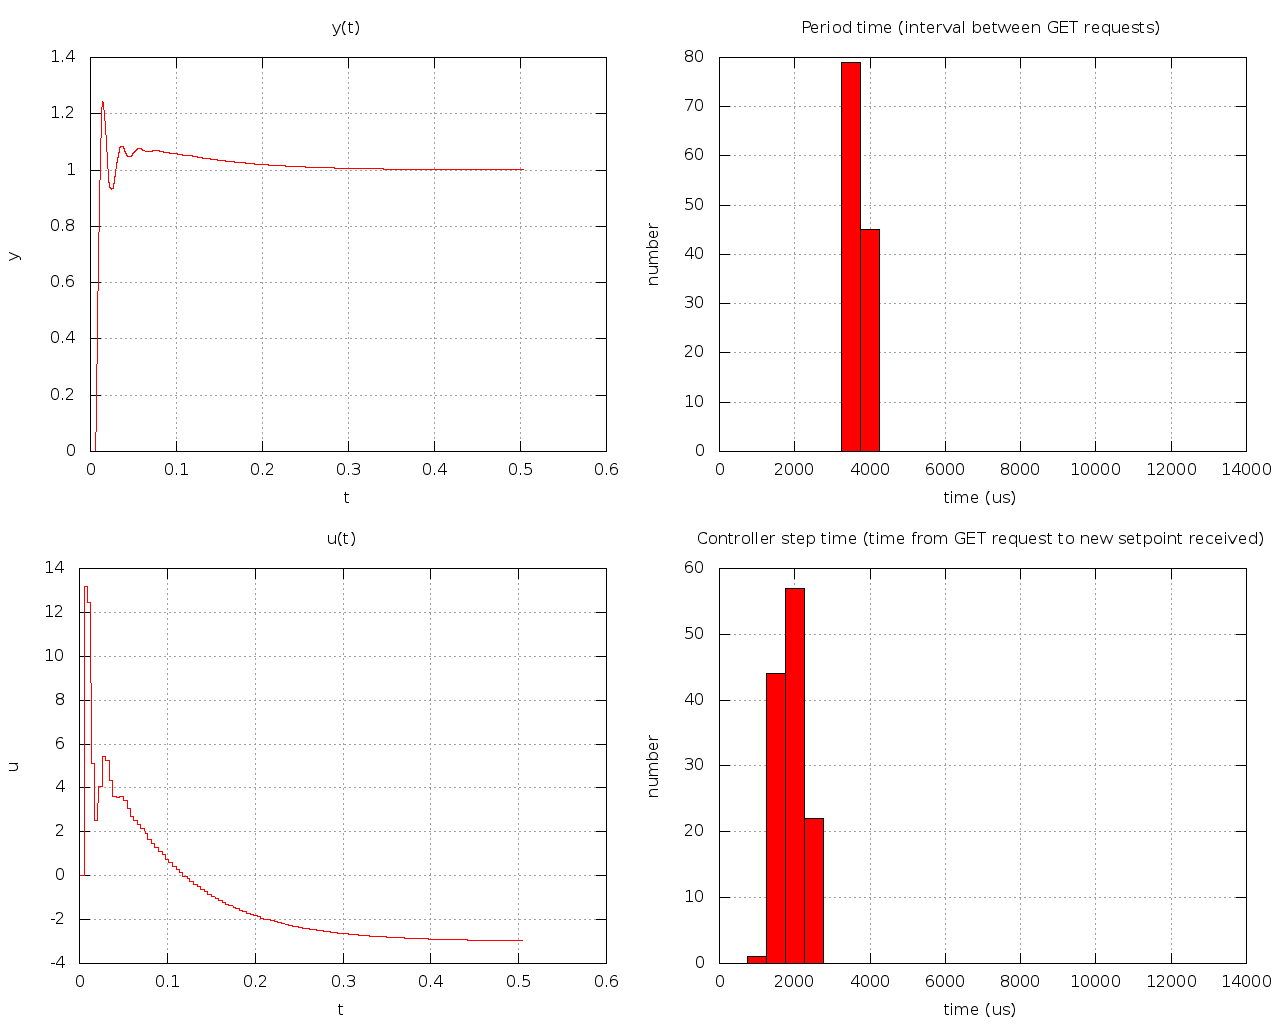 y(t)
1.4
1.2
1
0.8
0.6
0.4
0.2
0
y
0 0.1 0.2 0.3 0.4 0.5 0.6
t
Period time (interval between GET requests)
80
70
60
50
40
30
20
10
0
number
0 2000 4000 6000 8000 10000 12000 14000
time (us)
u(t)
14
12
10
8
6
4
2
0
-2
-4
u
0 0.1 0.2 0.3 0.4 0.5 0.6
t
Controller step time (time from GET request to new setpoint received)
60
50
40
30
20
10
0
number
0 2000 4000 6000 8000 10000 12000 14000
time (us)